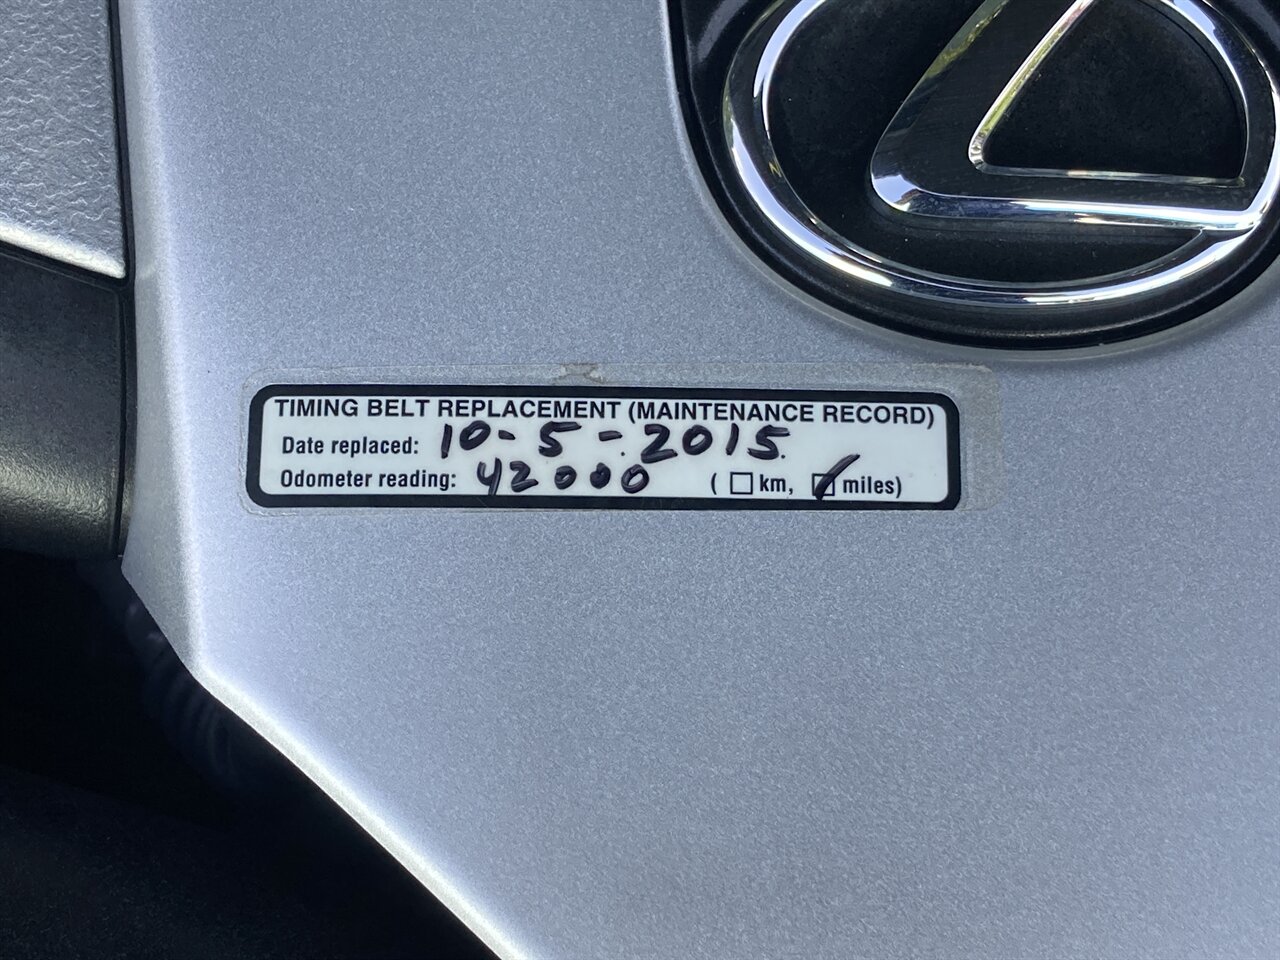 TIMING BELT REPLACEMENT (MAINTENANCE RECORD)
Date replaced: 10-5-2015
Odometer reading: 42000 ( km, miles)